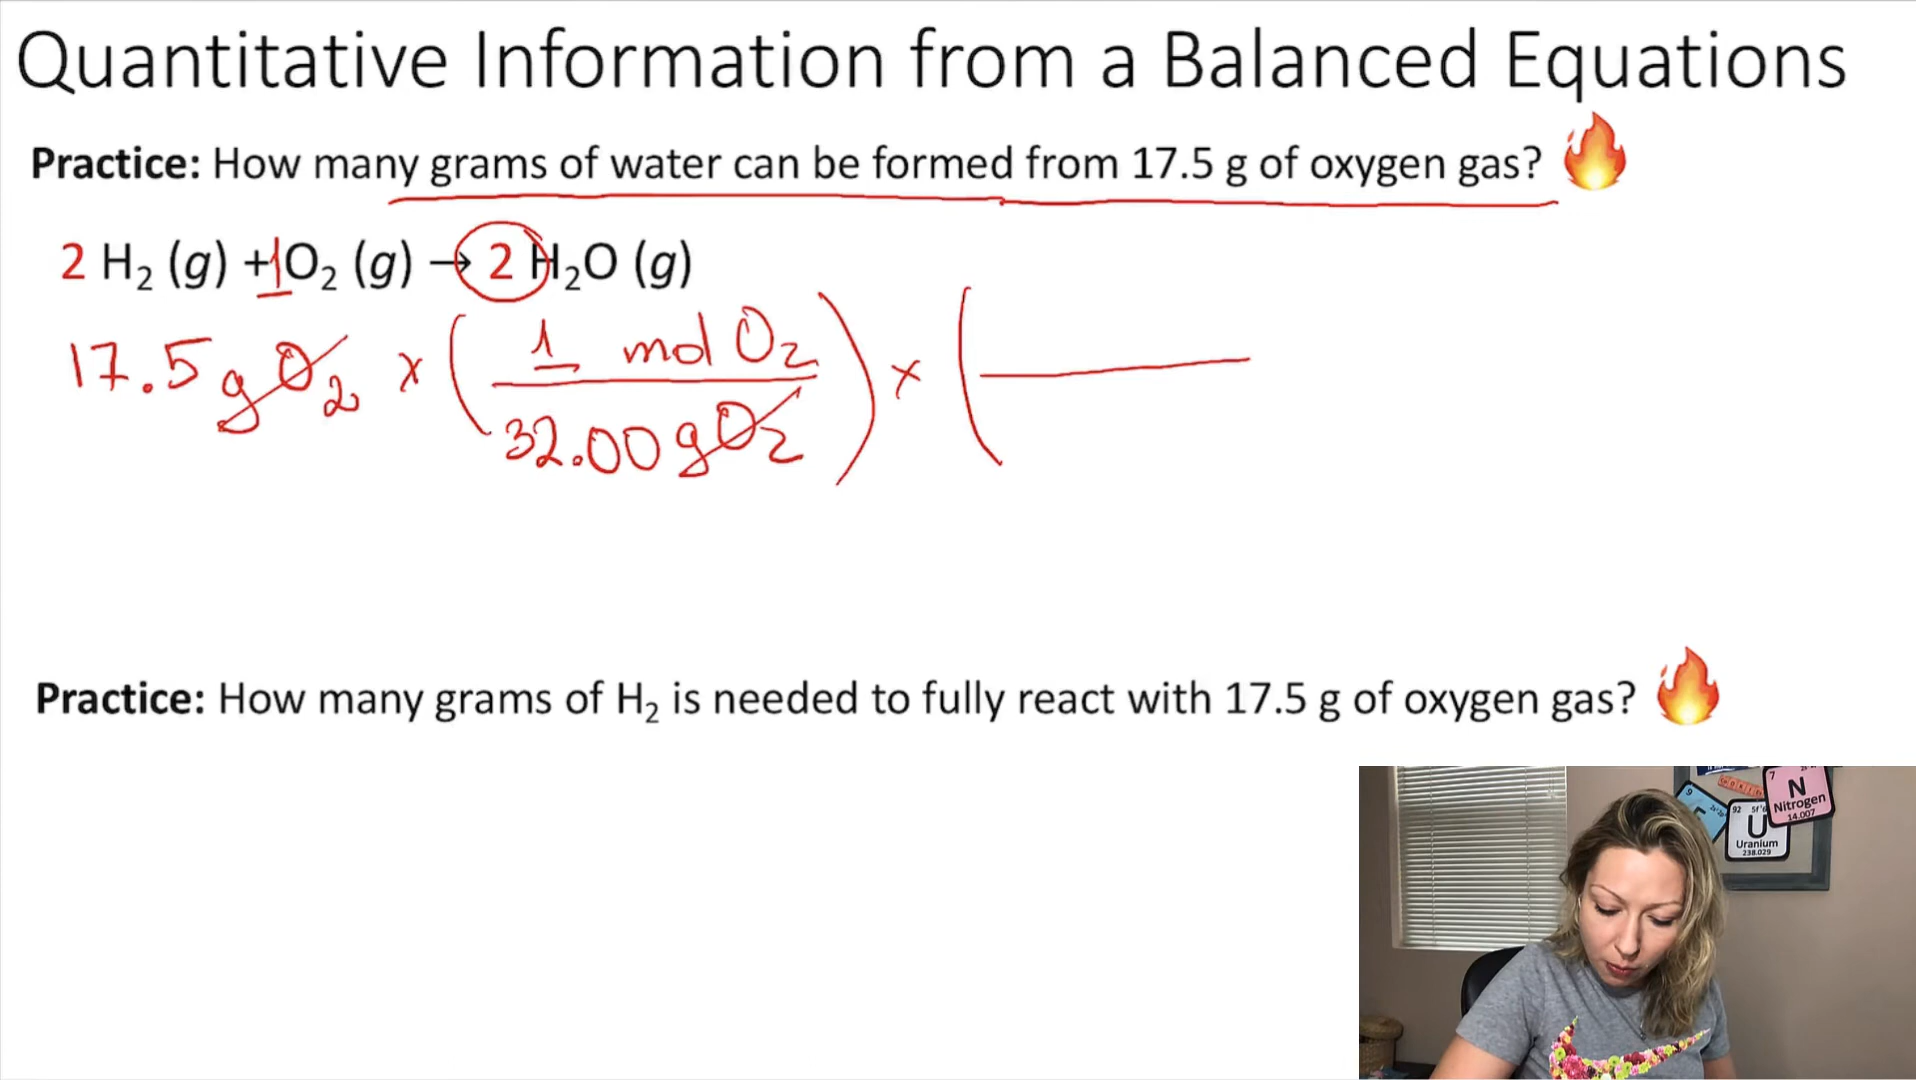 Quantitative Information from a Balanced Equations
Practice: How many grams of water can be formed from 17.5 g of oxygen gas?
2 H₂ (g) + 1 O₂ (g) → 2 H₂O (g)
17.5 g O₂ × ( 1 mol O₂ / 32.00 g O₂ ) × (
Practice: How many grams of H₂ is needed to fully react with 17.5 g of oxygen gas?
7
N
Nitrogen
14.007
9
92
U
Uranium
238.029